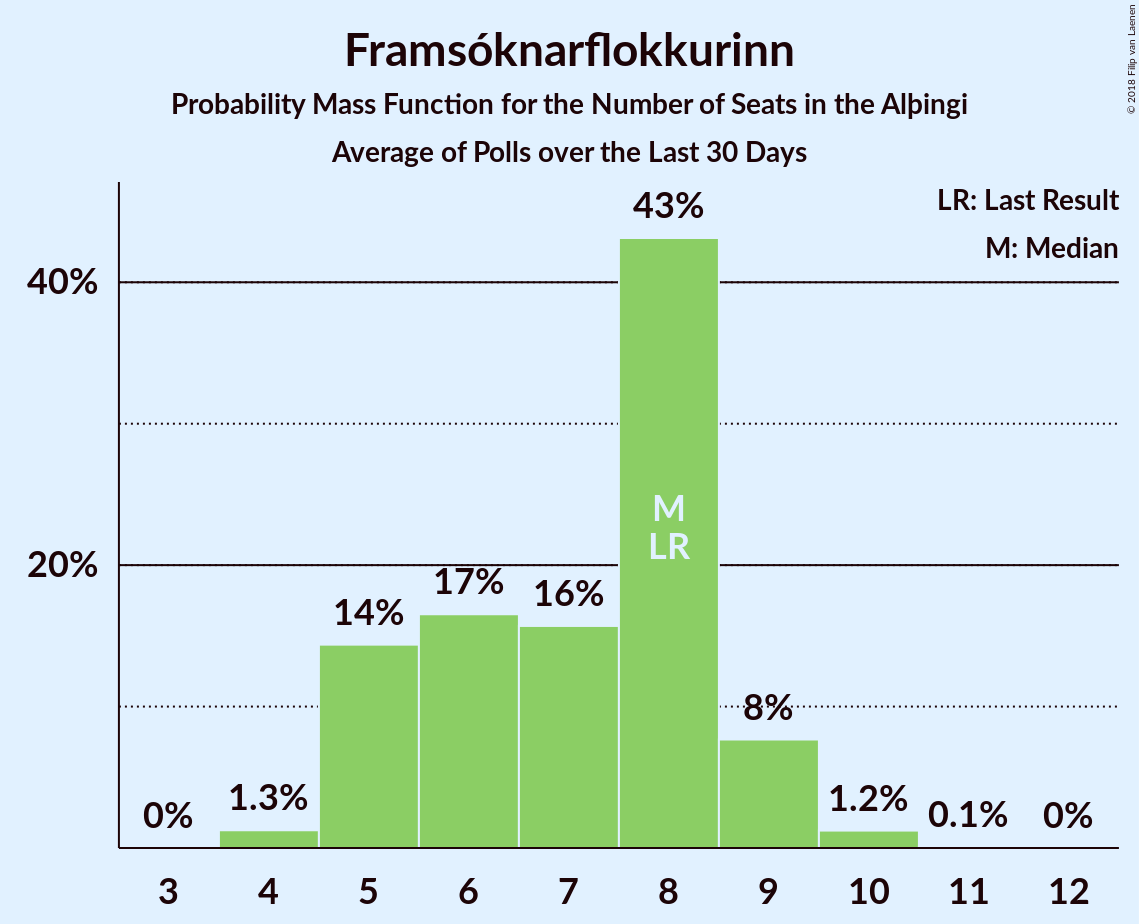 Framsóknarflokkurinn
Probability Mass Function for the Number of Seats in the Alþingi
Average of Polls over the Last 30 Days
© 2018 Filip van Laenen
LR: Last Result
M: Median
43%
40%
M
LR
20%
17%
16%
14%
8%
1.3%
1.2%
0%
0.1%
0%
3 4 5 6 7 8 9 10 11 12